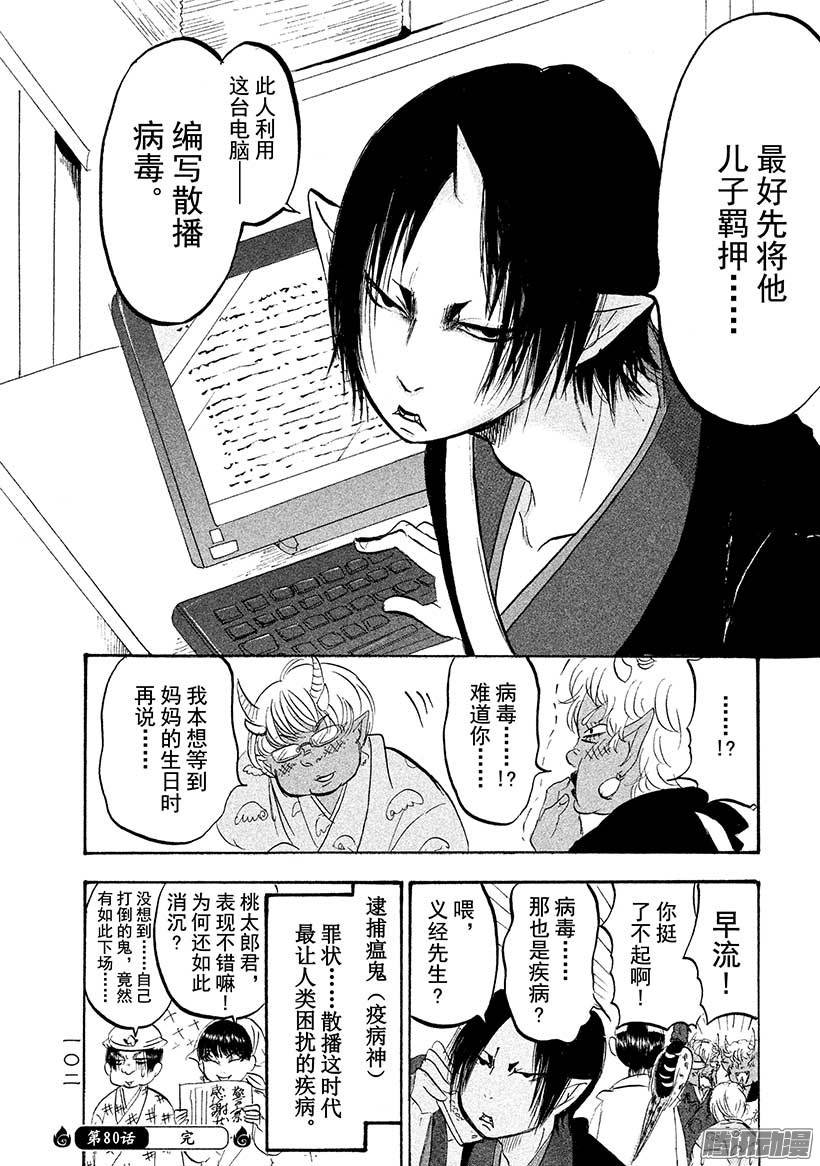 最好先将他
儿子羁押……
此人利用
这台电脑——
编写散播
病毒。
……!?
病毒……
难道你……!?
我本想等到
妈妈的生日时
再说……
早流！
你挺
了不起啊！
病毒…
那也是疾病？
喂，
义经先生？
逮捕瘟鬼（疫病神）
罪状……散播这时代
最让人类困扰的疾病。
桃太郎君，
表现不错嘛！
为何还如此
消沉？
没想到……自己
打倒的鬼，竟然
有如此下场……
感谢
一〇二
第80话 完
腾讯动漫